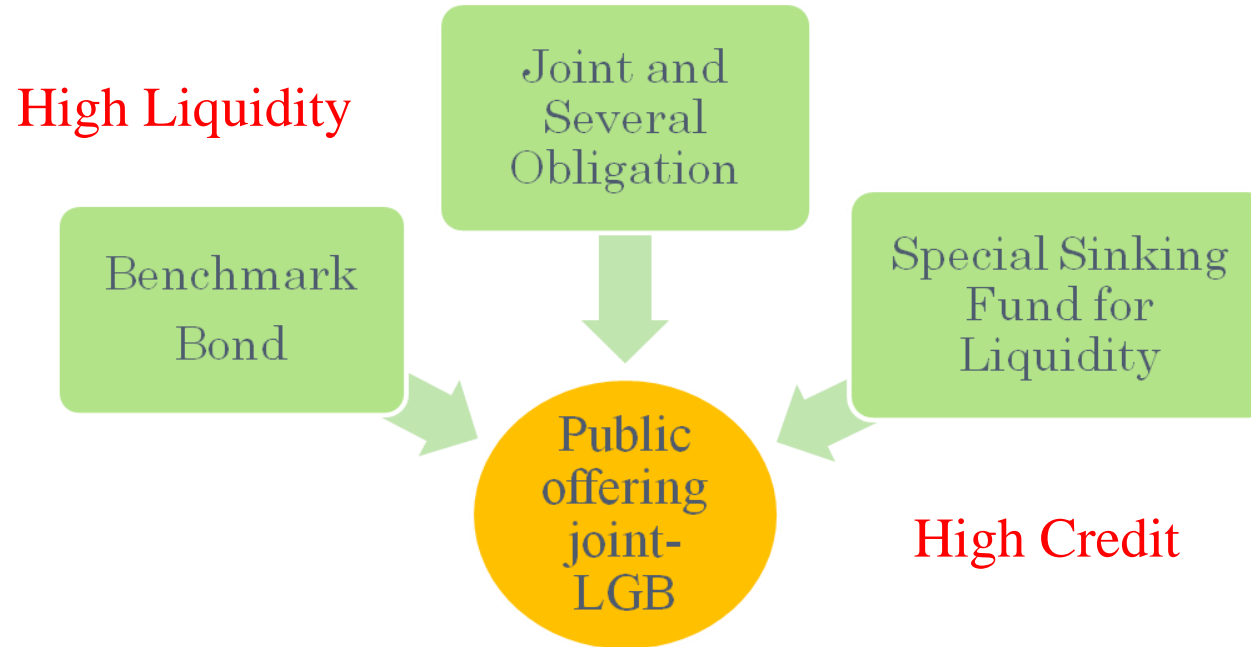 High Liquidity
Joint and
Several
Obligation
Benchmark
Bond
Special Sinking
Fund for
Liquidity
Public
offering
joint-
LGB
High Credit